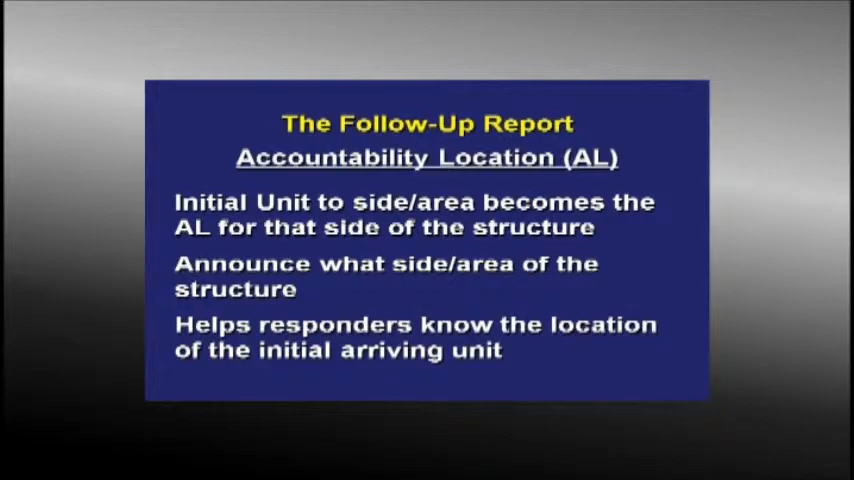 The Follow-Up Report
Accountability Location (AL)
Initial Unit to side/area becomes the
AL for that side of the structure
Announce what side/area of the
structure
Helps responders know the location
of the initial arriving unit